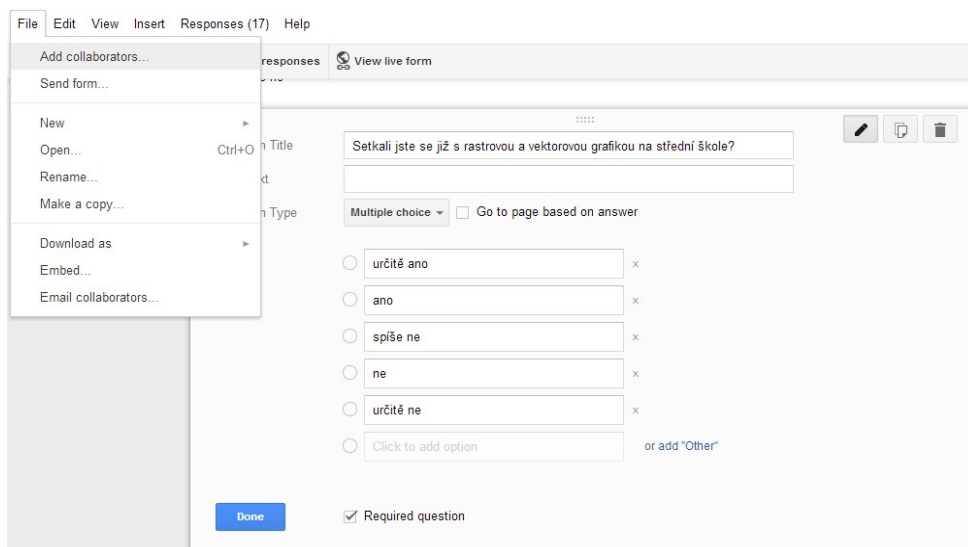 File Edit View Insert Responses (17) Help
Add collaborators... responses View live form
Send form...
New
Open... Ctrl+O
Rename...
Make a copy...
Download as
Embed...
Email collaborators...
Title
Setkali jste se již s rastrovou a vektorovou grafikou na střední škole?
Type Multiple choice Go to page based on answer
určitě ano
ano
spíše ne
ne
určitě ne
Click to add option or add "Other"
Done Required question